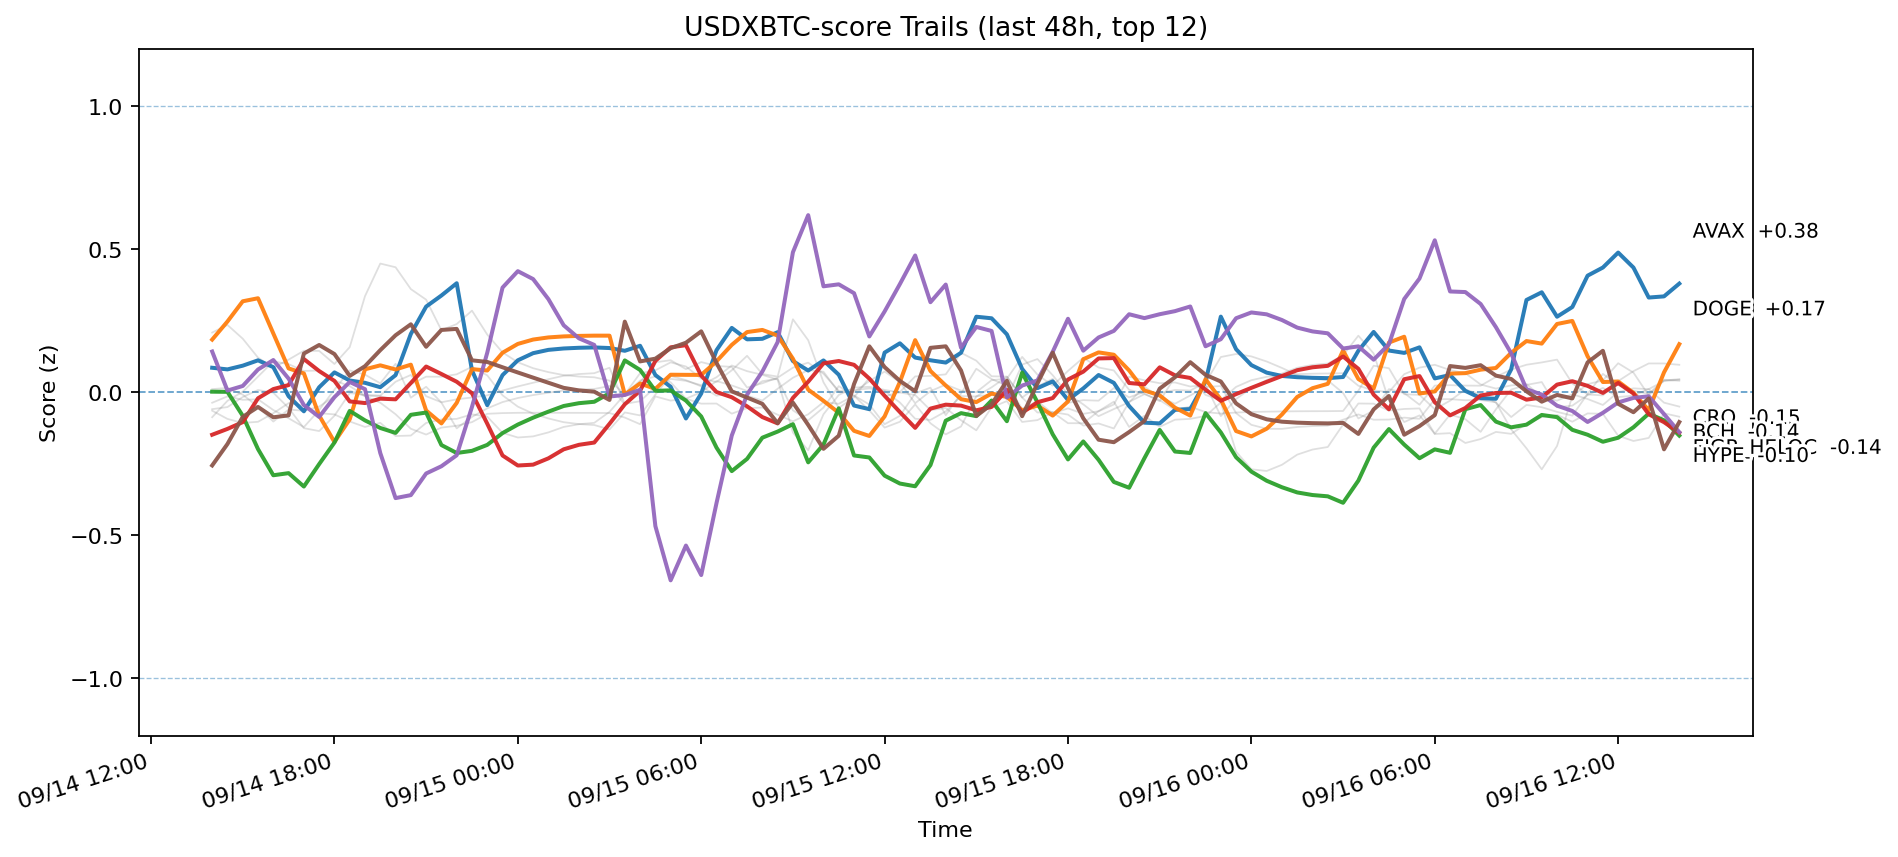 USDXBTC-score Trails (last 48h, top 12)
Score (z)
1.0
0.5
0.0
−0.5
−1.0
AVAX +0.38
DOGE +0.17
CRO -0.15
BCH -0.14
-0.14
HYPE -0.10
09/14 12:00
09/14 18:00
09/15 00:00
09/15 06:00
09/15 12:00
09/15 18:00
09/16 00:00
09/16 06:00
09/16 12:00
Time